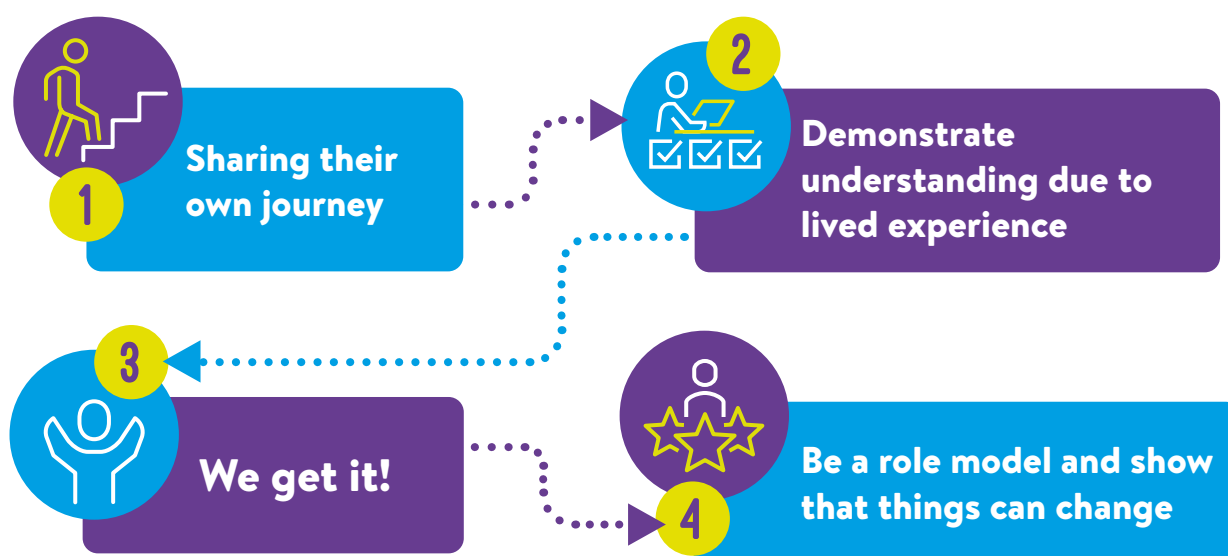 1
Sharing their
own journey
2
Demonstrate
understanding due to
lived experience
3
We get it!
4
Be a role model and show
that things can change